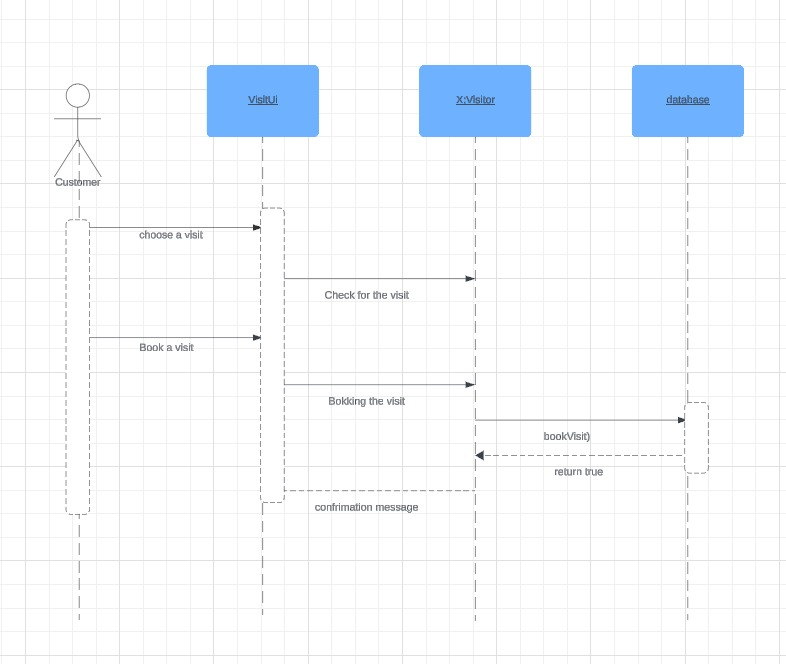 VisitUi
X:Visitor
database
Customer
choose a visit
Check for the visit
Book a visit
Bokking the visit
bookVisit)
return true
confrimation message